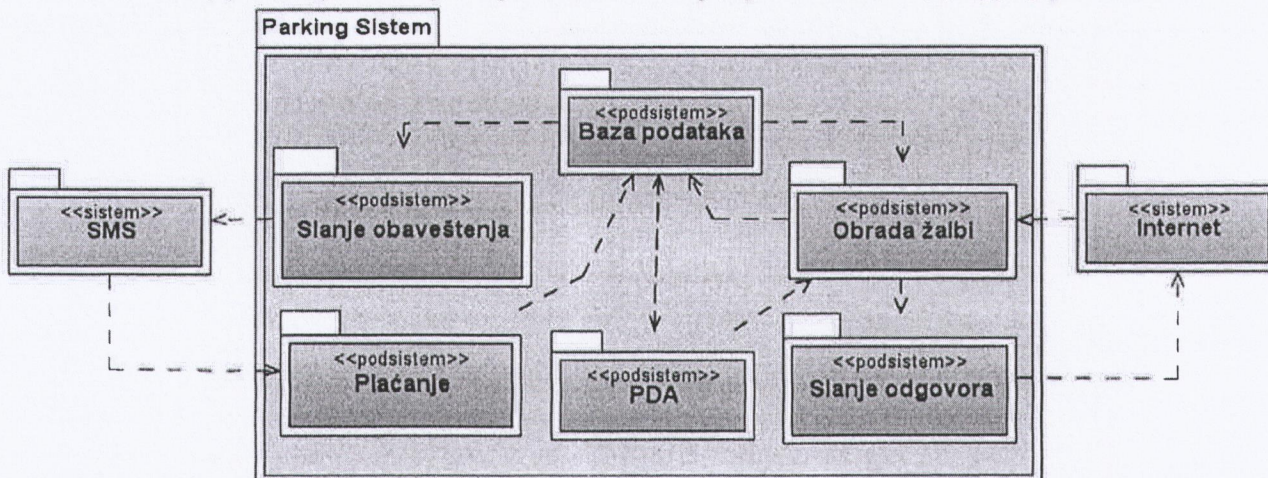 Parking Sistem
<<podsistem>>
Baza podataka
<<sistem>>
SMS
<<podsistem>>
Slanje obaveštenja
<<podsistem>>
Obrada žalbi
<<sistem>>
Internet
<<podsistem>>
Plaćanje
<<podsistem>>
PDA
<<podsistem>>
Slanje odgovora